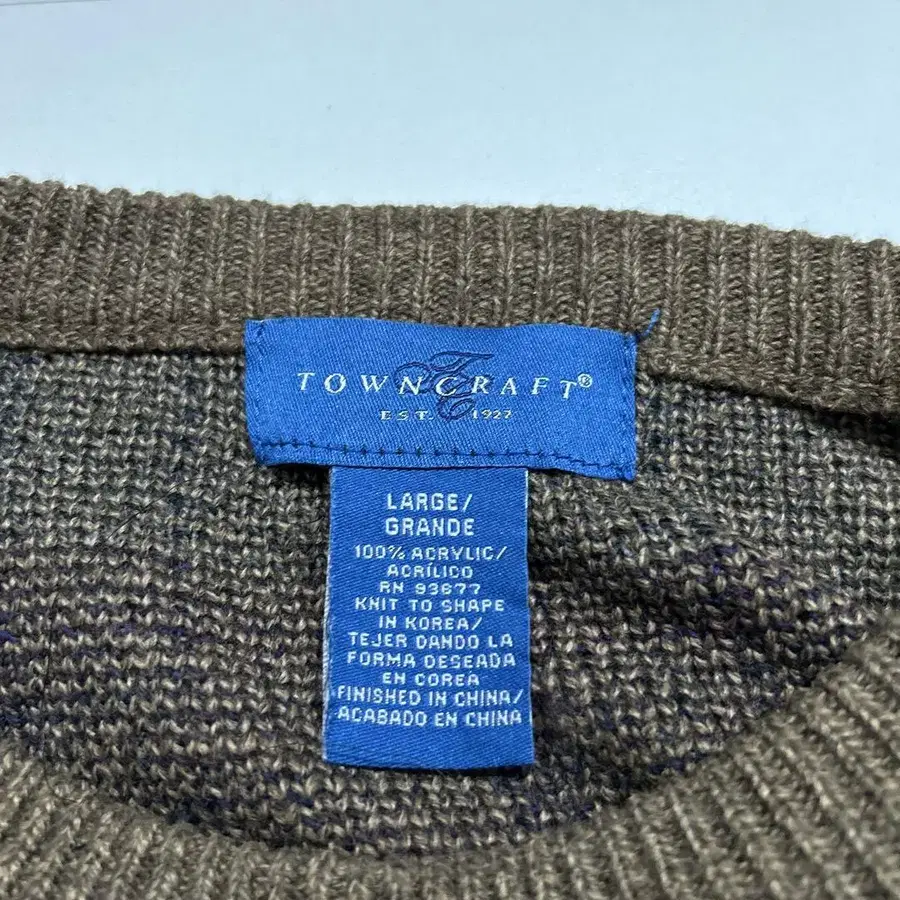 TOWNCRAFT®
EST. 1927
LARGE/
GRANDE
100% ACRYLIC/
ACRÍLICO
RN 93677
KNIT TO SHAPE
IN KOREA/
TEJER DANDO LA
FORMA DESEADA
EN COREA
FINISHED IN CHINA/
ACABADO EN CHINA